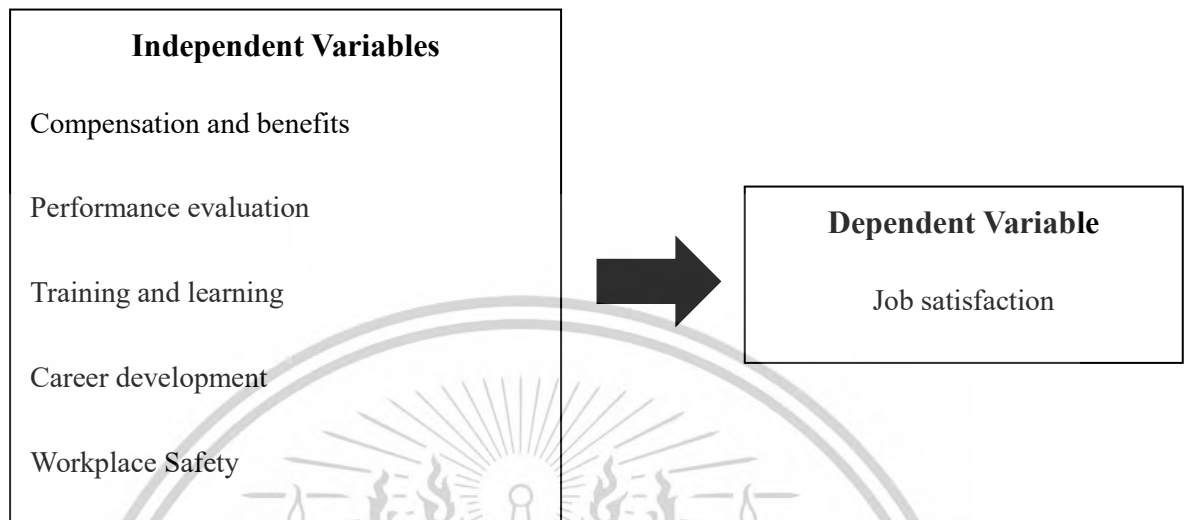 Independent Variables
Compensation and benefits
Performance evaluation
Training and learning
Career development
Workplace Safety
Dependent Variable
Job satisfaction